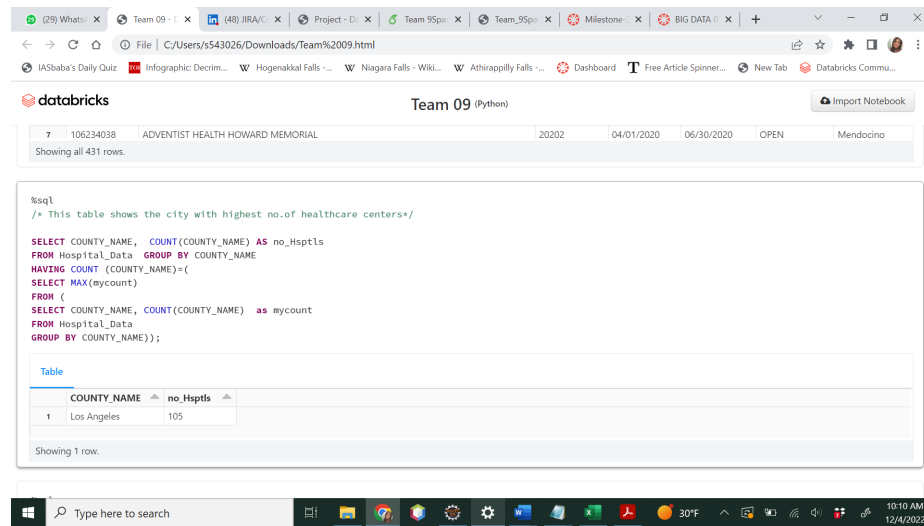 (29) WhatsA
Team 09 - D
(48) JIRA/C
Project - Da
Team 9Spa
Team_9Spa
Milestone-
BIG DATA 0
File | C:/Users/s543026/Downloads/Team%2009.html
IASbaba's Daily Quiz
Infographic: Decrim...
Hogenakkal Falls -...
Niagara Falls - Wiki...
Athirappilly Falls -...
Dashboard
Free Article Spinner...
New Tab
Databricks Commu...
databricks
Team 09 (Python)
Import Notebook
7 106234038 ADVENTIST HEALTH HOWARD MEMORIAL 20202 04/01/2020 06/30/2020 OPEN Mendocino
Showing all 431 rows.
%sql
/* This table shows the city with highest no.of healthcare centers*/
SELECT COUNTY_NAME, COUNT(COUNTY_NAME) AS no_Hsptls
FROM Hospital_Data GROUP BY COUNTY_NAME
HAVING COUNT (COUNTY_NAME)=(
SELECT MAX(mycount)
FROM (
SELECT COUNTY_NAME, COUNT(COUNTY_NAME) as mycount
FROM Hospital_Data
GROUP BY COUNTY_NAME));
Table
COUNTY_NAME no_Hsptls
1 Los Angeles 105
Showing 1 row.
Type here to search
30°F
10:10 AM
12/4/202